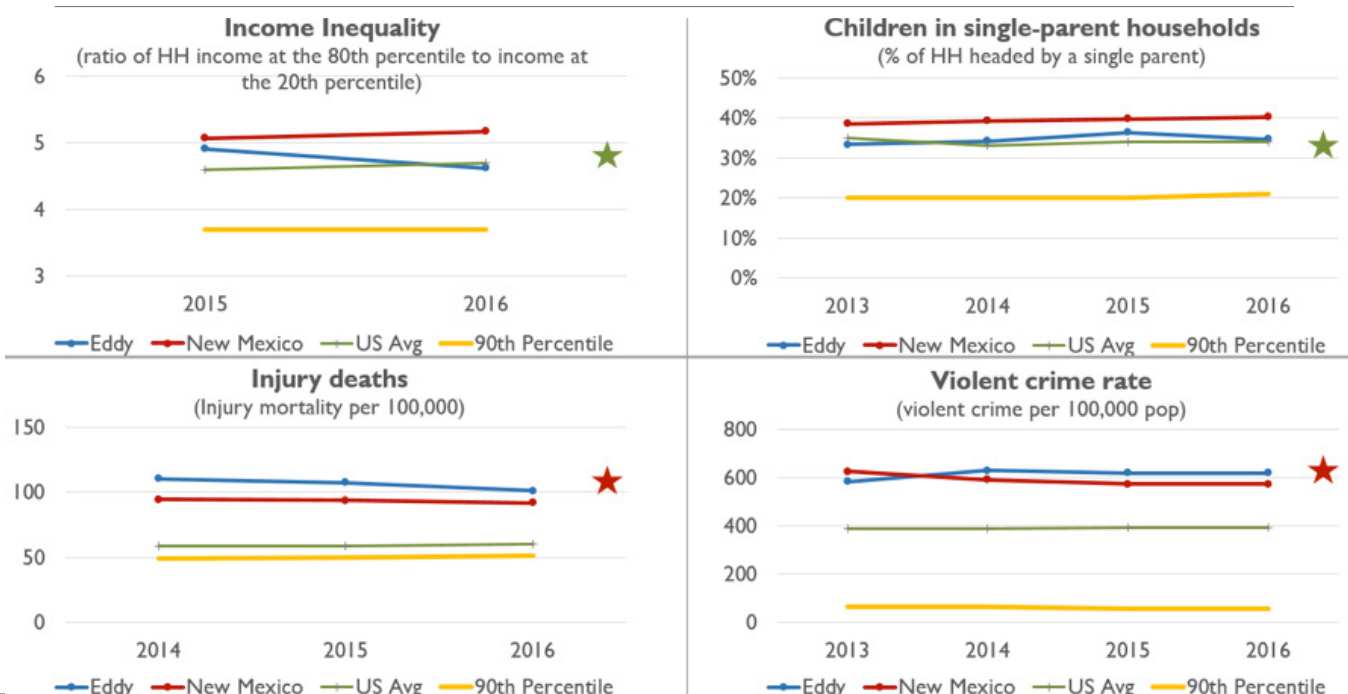 Income Inequality
(ratio of HH income at the 80th percentile to income at
the 20th percentile)
6
5
4
3
2015 2016
Eddy New Mexico US Avg 90th Percentile
Children in single-parent households
(% of HH headed by a single parent)
50%
40%
30%
20%
10%
0%
2013 2014 2015 2016
Eddy New Mexico US Avg 90th Percentile
Injury deaths
(Injury mortality per 100,000)
150
100
50
0
2014 2015 2016
Eddy New Mexico US Avg 90th Percentile
Violent crime rate
(violent crime per 100,000 pop)
800
600
400
200
0
2013 2014 2015 2016
Eddy New Mexico US Avg 90th Percentile